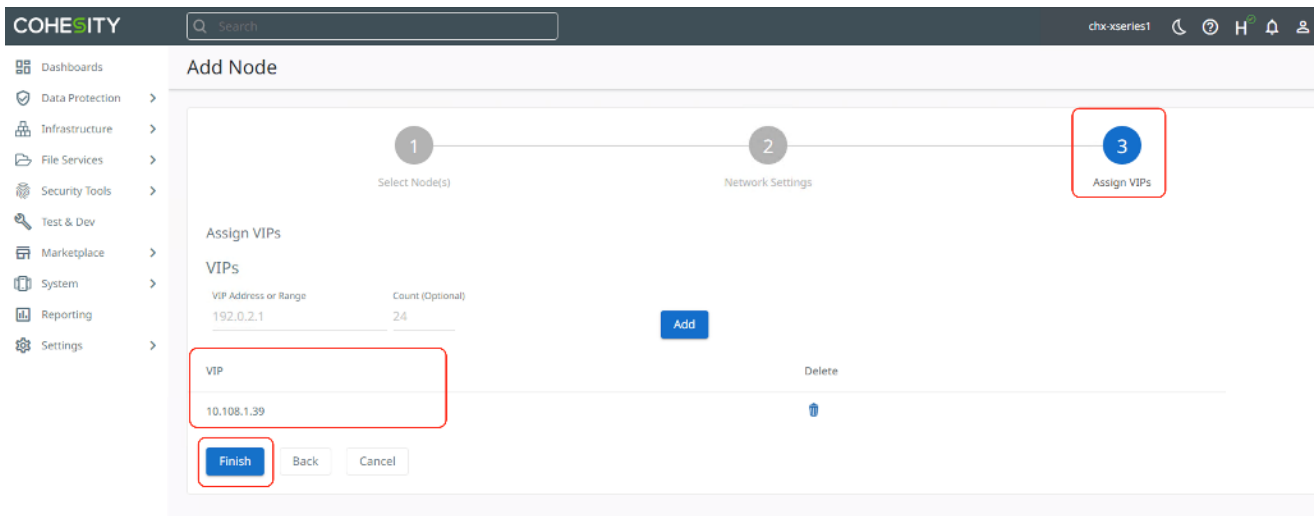 COHESITY
Search
chx-xseries1
H
Dashboards
Data Protection
Infrastructure
File Services
Security Tools
Test & Dev
Marketplace
System
Reporting
Settings
Add Node
1
2
3
Select Node(s)
Network Settings
Assign VIPs
Assign VIPs
VIPs
VIP Address or Range
Count (Optional)
192.0.2.1
24
Add
VIP
Delete
10.108.1.39
Finish
Back
Cancel